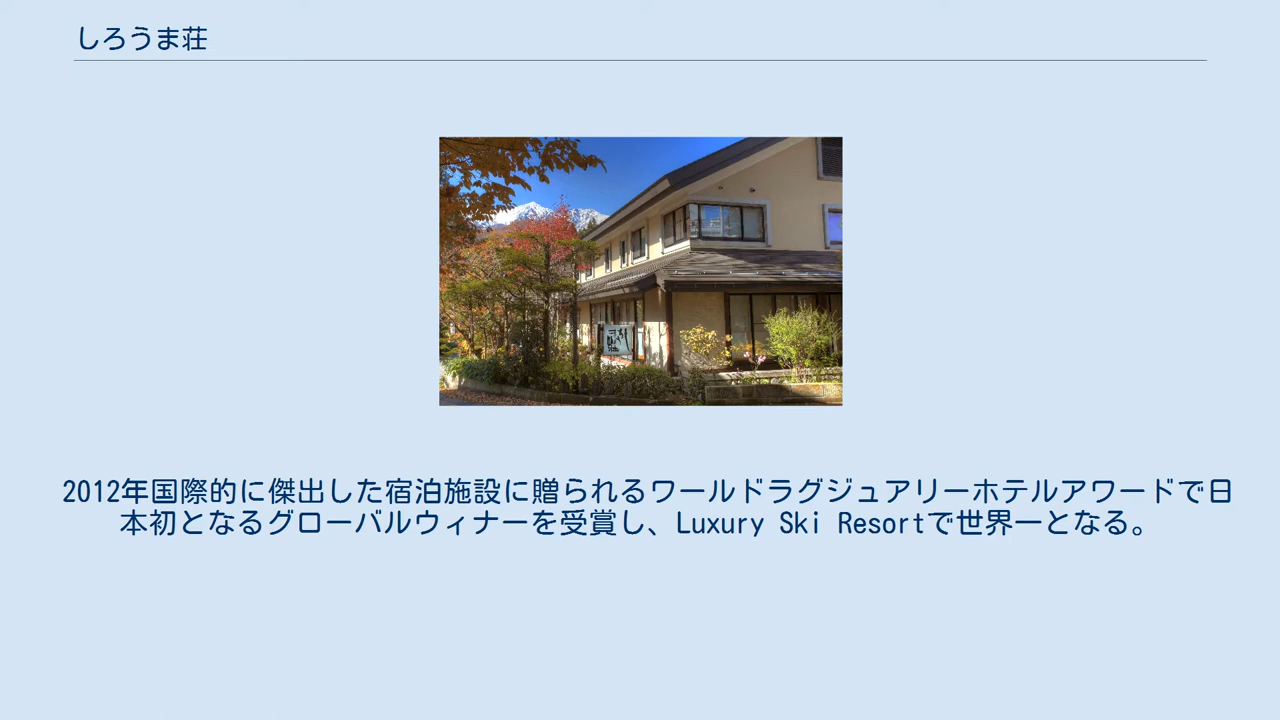 しろうま荘
2012年国際的に傑出した宿泊施設に贈られるワールドラグジュアリーホテルアワードで日
本初となるグローバルウィナーを受賞し、Luxury Ski Resortで世界一となる。